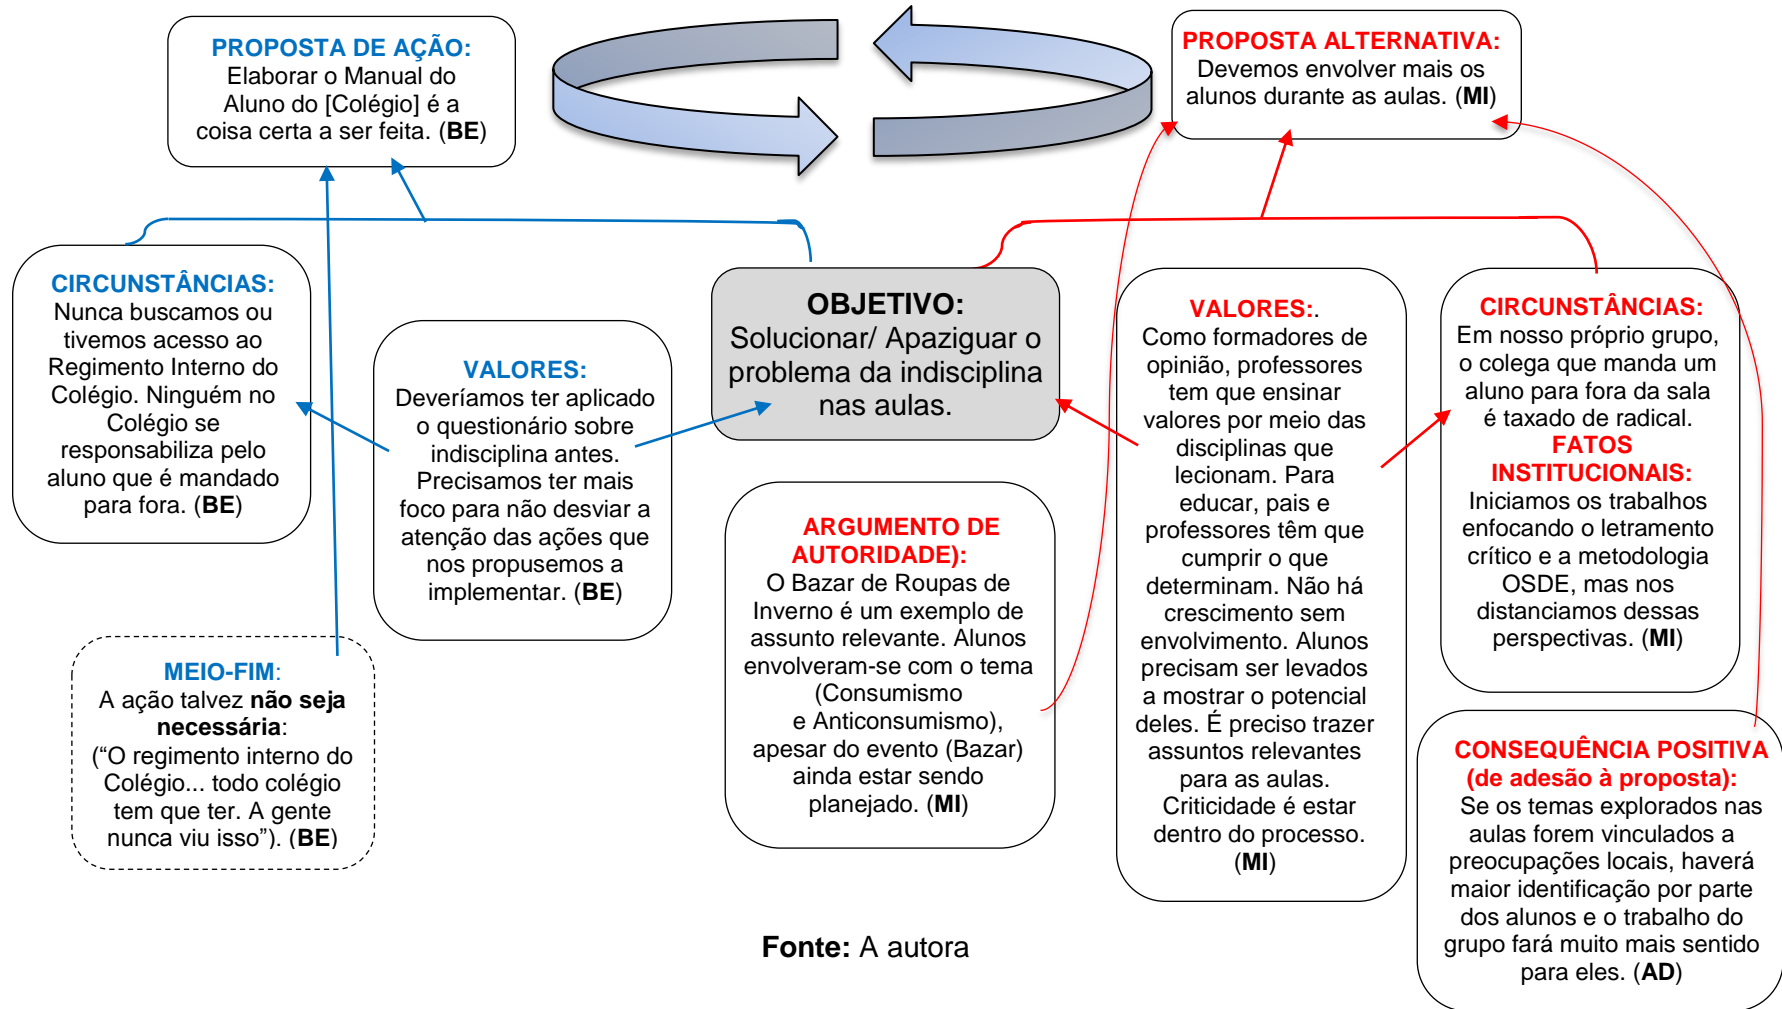 PROPOSTA DE AÇÃO:
Elaborar o Manual do
Aluno do [Colégio] é a
coisa certa a ser feita. (BE)
PROPOSTA ALTERNATIVA:
Devemos envolver mais os
alunos durante as aulas. (MI)
CIRCUNSTÂNCIAS:
Nunca buscamos ou
tivemos acesso ao
Regimento Interno do
Colégio. Ninguém no
Colégio se
responsabiliza pelo
aluno que é mandado
para fora. (BE)
VALORES:
Deveríamos ter aplicado
o questionário sobre
indisciplina antes.
Precisamos ter mais
foco para não desviar a
atenção das ações que
nos propusemos a
implementar. (BE)
MEIO-FIM:
A ação talvez não seja
necessária:
(“O regimento interno do
Colégio... todo colégio
tem que ter. A gente
nunca viu isso”). (BE)
OBJETIVO:
Solucionar/ Apaziguar o
problema da indisciplina
nas aulas.
ARGUMENTO DE
AUTORIDADE):
O Bazar de Roupas de
Inverno é um exemplo de
assunto relevante. Alunos
envolveram-se com o tema
(Consumismo
e Anticonsumismo),
apesar do evento (Bazar)
ainda estar sendo
planejado. (MI)
VALORES:.
Como formadores de
opinião, professores
tem que ensinar
valores por meio das
disciplinas que
lecionam. Para
educar, pais e
professores têm que
cumprir o que
determinam. Não há
crescimento sem
envolvimento. Alunos
precisam ser levados
a mostrar o potencial
deles. É preciso trazer
assuntos relevantes
para as aulas.
Criticidade é estar
dentro do processo.
(MI)
CIRCUNSTÂNCIAS:
Em nosso próprio grupo,
o colega que manda um
aluno para fora da sala
é taxado de radical.
FATOS
INSTITUCIONAIS:
Iniciamos os trabalhos
enfocando o letramento
crítico e a metodologia
OSDE, mas nos
distanciamos dessas
perspectivas. (MI)
CONSEQUÊNCIA POSITIVA
(de adesão à proposta):
Se os temas explorados nas
aulas forem vinculados a
preocupações locais, haverá
maior identificação por parte
dos alunos e o trabalho do
grupo fará muito mais sentido
para eles. (AD)
Fonte: A autora